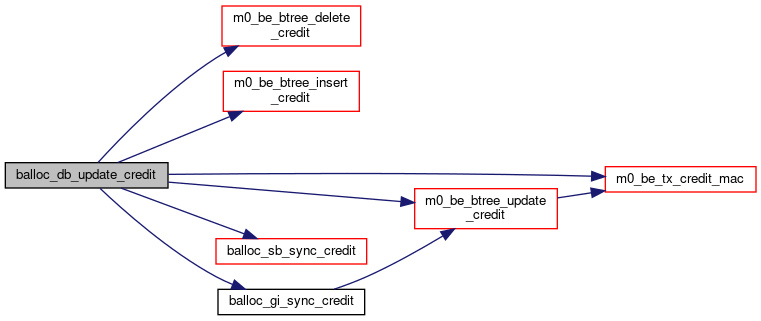 m0_be_btree_delete
_credit
m0_be_btree_insert
_credit
balloc_db_update_credit
m0_be_tx_credit_mac
m0_be_btree_update
_credit
balloc_sb_sync_credit
balloc_gi_sync_credit